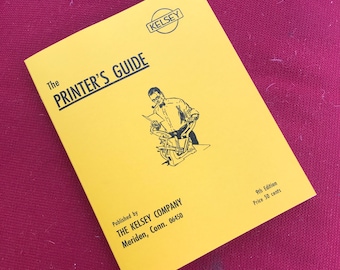 KELSEY
The
PRINTER'S GUIDE
Published by
THE KELSEY COMPANY
Meriden, Conn. 06450
9th Edition
Price 50 cents